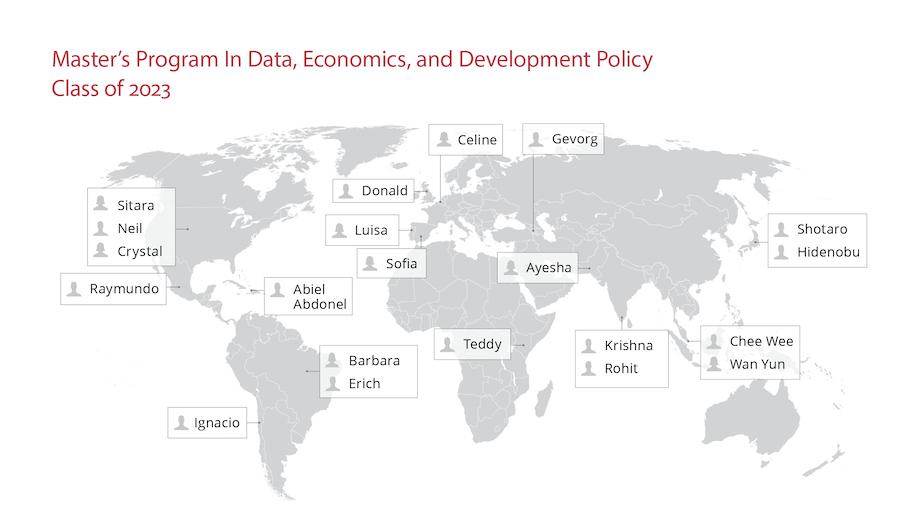 Master’s Program In Data, Economics, and Development Policy
Class of 2023
Celine
Gevorg
Donald
Sitara
Neil
Crystal
Luisa
Shotaro
Hidenobu
Sofia
Ayesha
Raymundo
Abiel
Abdonel
Teddy
Krishna
Rohit
Chee Wee
Wan Yun
Barbara
Erich
Ignacio